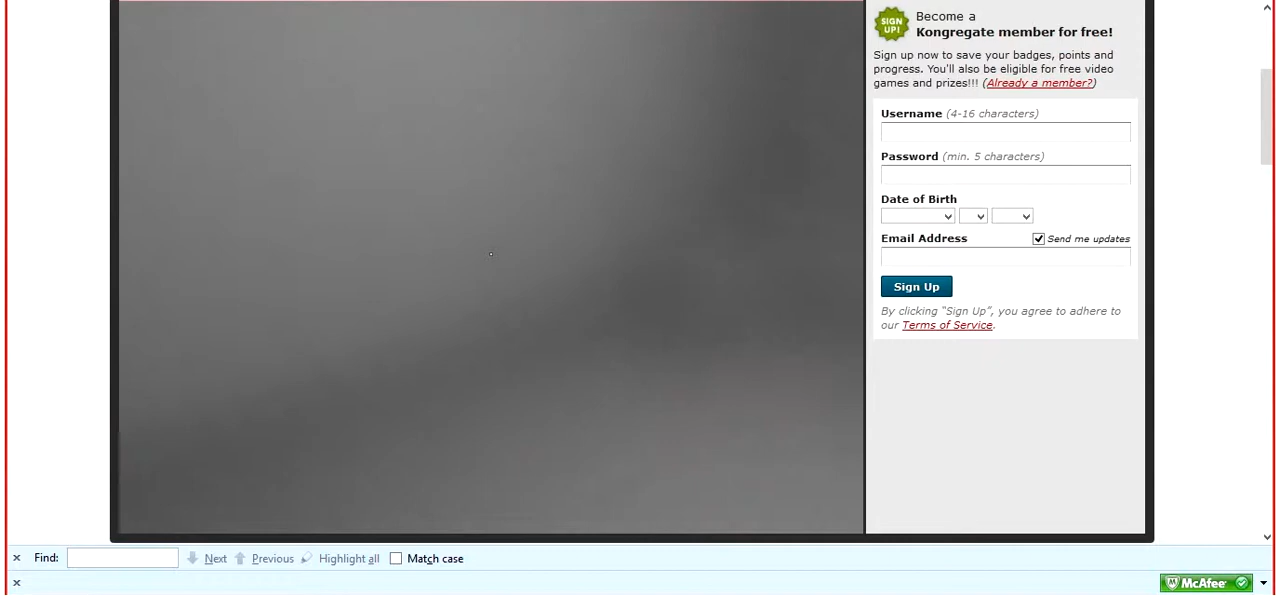 SIGN UP!
Become a
Kongregate member for free!
Sign up now to save your badges, points and
progress. You'll also be eligible for free video
games and prizes!!! (Already a member?)
Username (4-16 characters)
Password (min. 5 characters)
Date of Birth
Email Address Send me updates
Sign Up
By clicking “Sign Up”, you agree to adhere to
our Terms of Service.
Find: Next Previous Highlight all Match case
McAfee